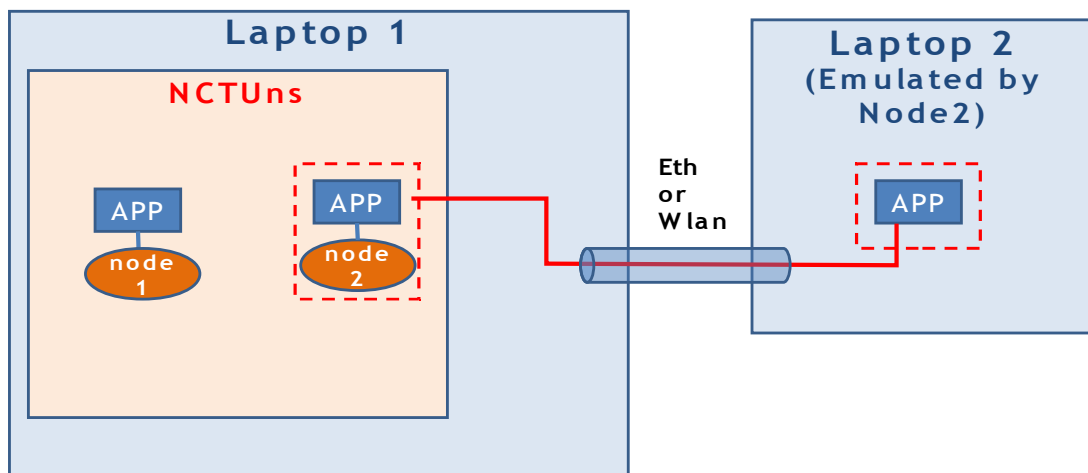 Laptop 1
NCTUns
APP
node
1
APP
node
2
Eth
or
Wlan
Laptop 2
(Emulated by
Node2)
APP